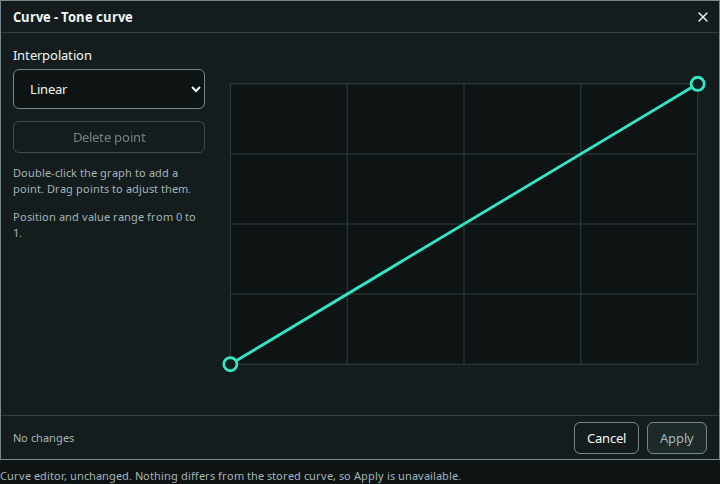 Curve - Tone curve
Interpolation
Linear
Delete point
Double-click the graph to add a
point. Drag points to adjust them.
Position and value range from 0 to
1.
No changes
Cancel
Apply
Curve editor, unchanged. Nothing differs from the stored curve, so Apply is unavailable.